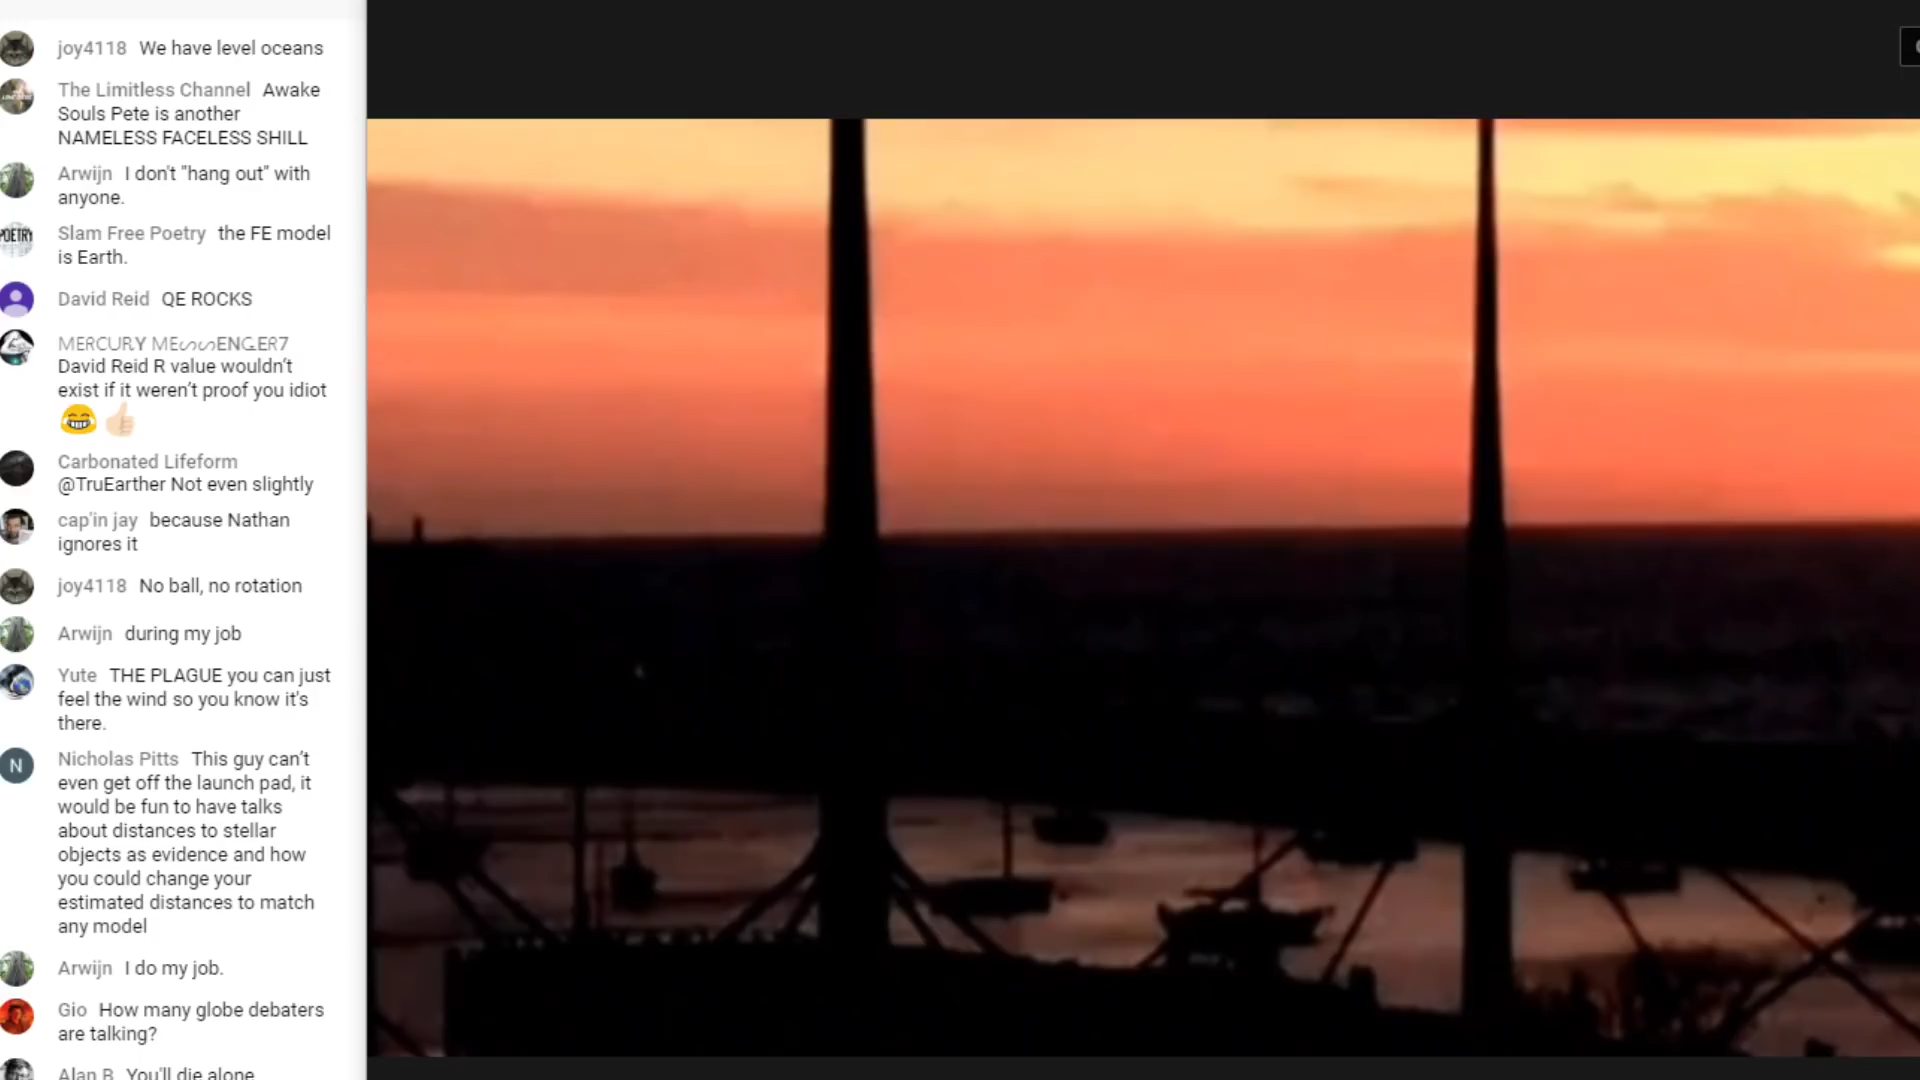 joy4118 We have level oceans
The Limitless Channel Awake
Souls Pete is another
NAMELESS FACELESS SHILL
Arwijn I don't "hang out" with
anyone.
POETRY
Slam Free Poetry the FE model
is Earth.
David Reid QE ROCKS
MERCURY MEᔕᔕENGER7
David Reid R value wouldn’t
exist if it weren’t proof you idiot
😂👍🏻
Carbonated Lifeform
@TruEarther Not even slightly
cap'in jay because Nathan
ignores it
joy4118 No ball, no rotation
Arwijn during my job
Yute THE PLAGUE you can just
feel the wind so you know it's
there.
N
Nicholas Pitts This guy can’t
even get off the launch pad, it
would be fun to have talks
about distances to stellar
objects as evidence and how
you could change your
estimated distances to match
any model
Arwijn I do my job.
Gio How many globe debaters
are talking?
Alan B You'll die alone